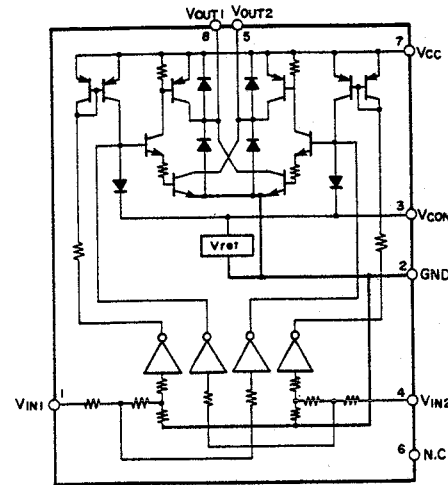 VOUT1 VOUT2
8 5
7 VCC
3 VCON
Vref
2 GND
VIN1 1
4 VIN2
6 N.C